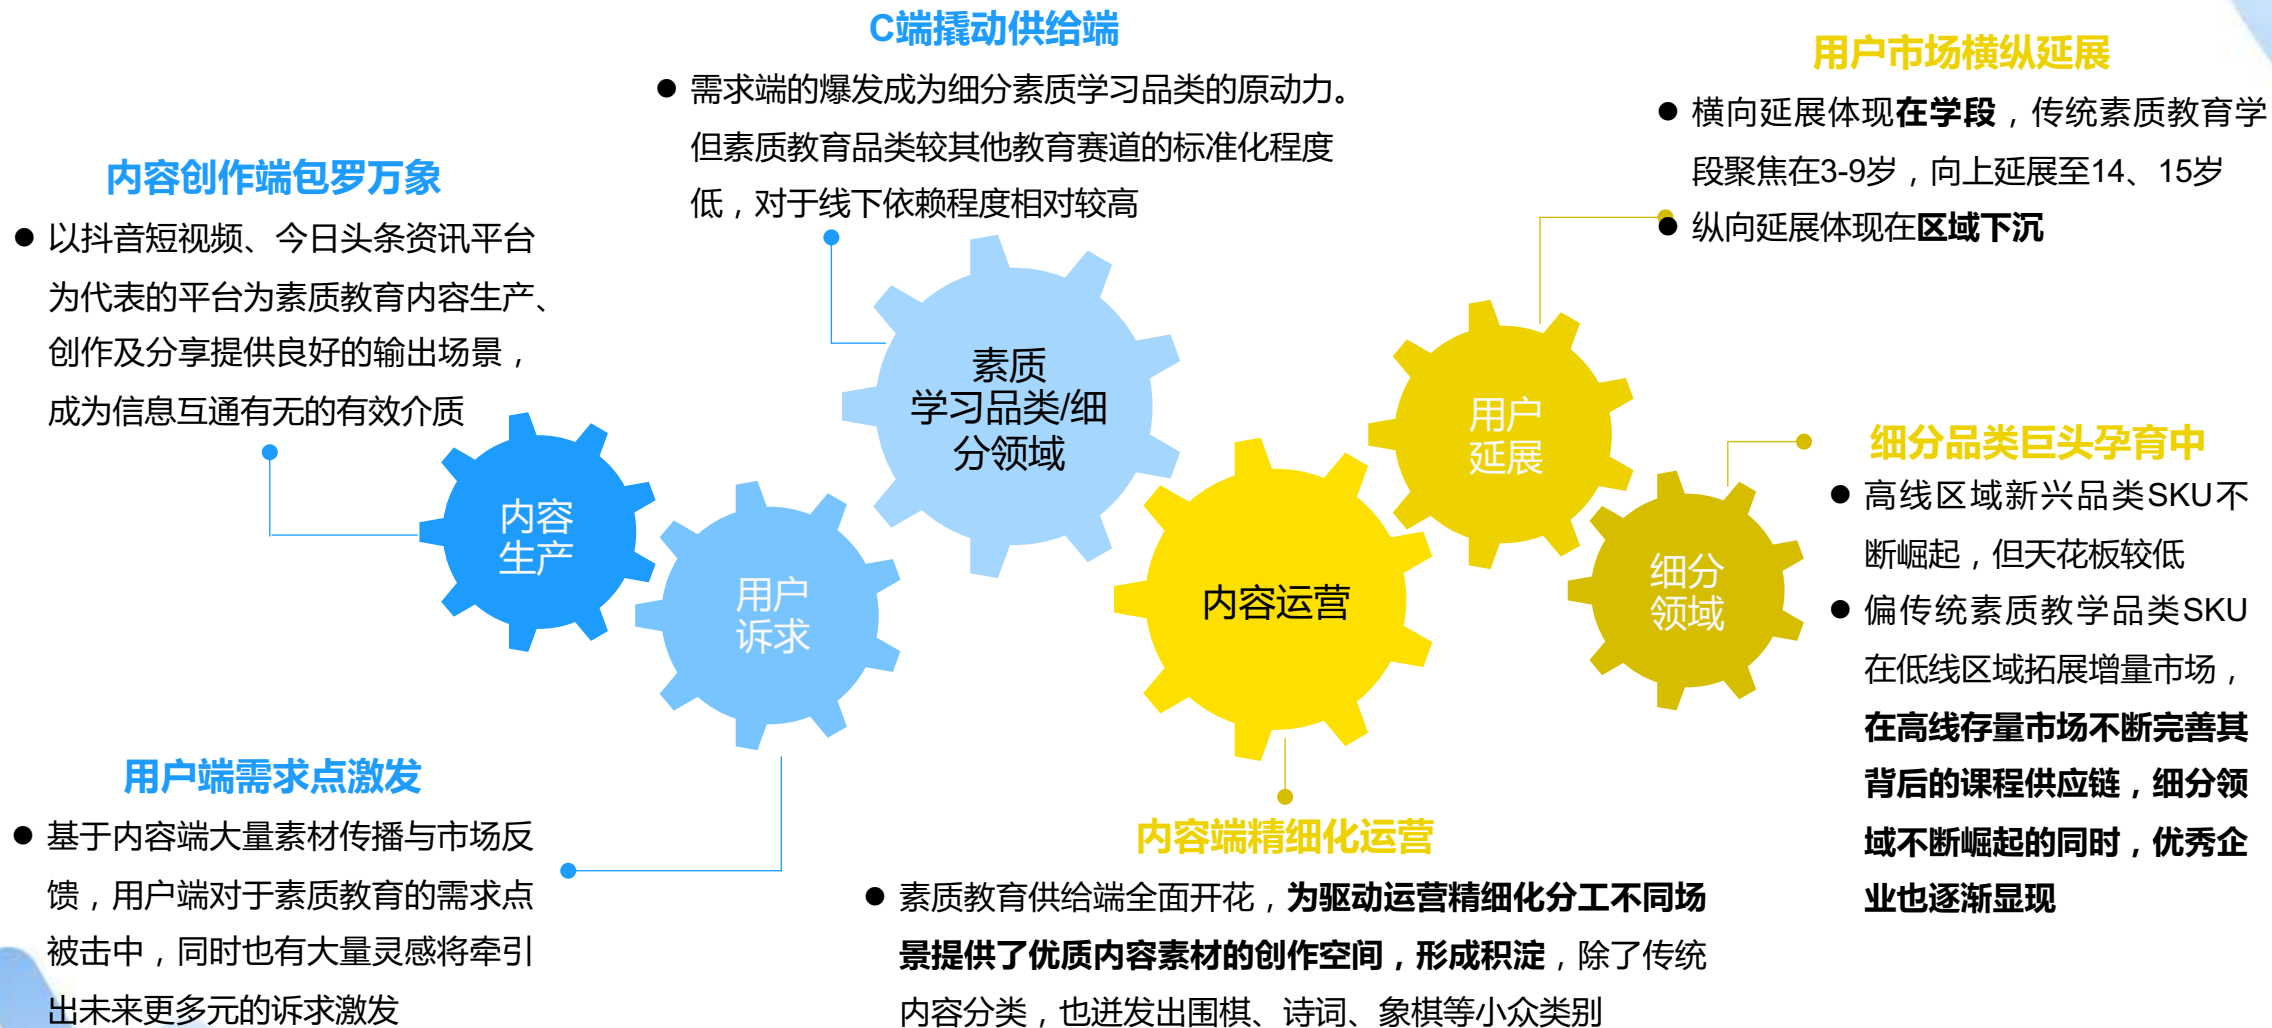 C端撬动供给端
● 需求端的爆发成为细分素质学习品类的原动力。
但素质教育品类较其他教育赛道的标准化程度
低，对于线下依赖程度相对较高
用户市场横纵延展
● 横向延展体现在学段，传统素质教育学
段聚焦在3-9岁，向上延展至14、15岁
● 纵向延展体现在区域下沉
内容创作端包罗万象
● 以抖音短视频、今日头条资讯平台
为代表的平台为素质教育内容生产、
创作及分享提供良好的输出场景，
成为信息互通有无的有效介质
内容
生产
用户
诉求
素质
学习品类/细
分领域
内容运营
用户
延展
细分
领域
细分品类巨头孕育中
● 高线区域新兴品类SKU不
断崛起，但天花板较低
● 偏传统素质教学品类SKU
在低线区域拓展增量市场，
在高线存量市场不断完善其
背后的课程供应链，细分领
域不断崛起的同时，优秀企
业也逐渐显现
用户端需求点激发
● 基于内容端大量素材传播与市场反
馈，用户端对于素质教育的需求点
被击中，同时也有大量灵感将牵引
出未来更多元的诉求激发
内容端精细化运营
● 素质教育供给端全面开花，为驱动运营精细化分工不同场
景提供了优质内容素材的创作空间，形成积淀，除了传统
内容分类，也迸发出围棋、诗词、象棋等小众类别